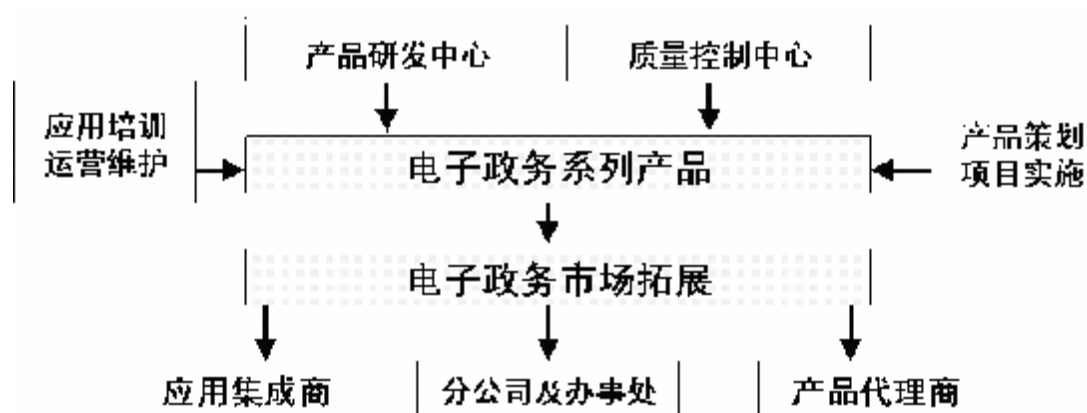 产品研发中心
质量控制中心
应用培训
运营维护
产品策划
项目实施
电子政务系列产品
电子政务市场拓展
应用集成商
分公司及办事处
产品代理商